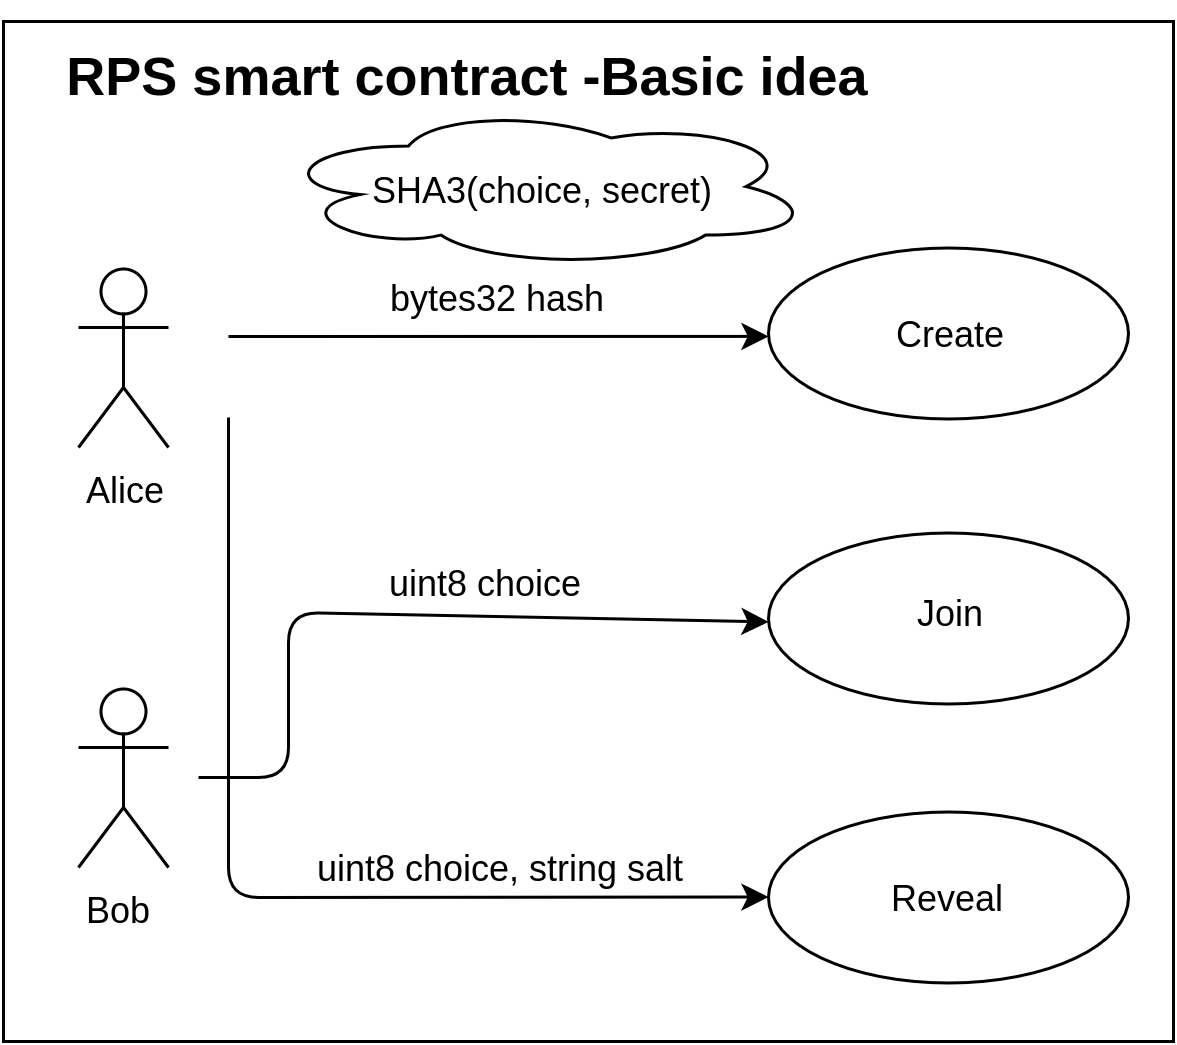 RPS smart contract -Basic idea
SHA3(choice, secret)
bytes32 hash
Create
Alice
uint8 choice
Join
uint8 choice, string salt
Reveal
Bob